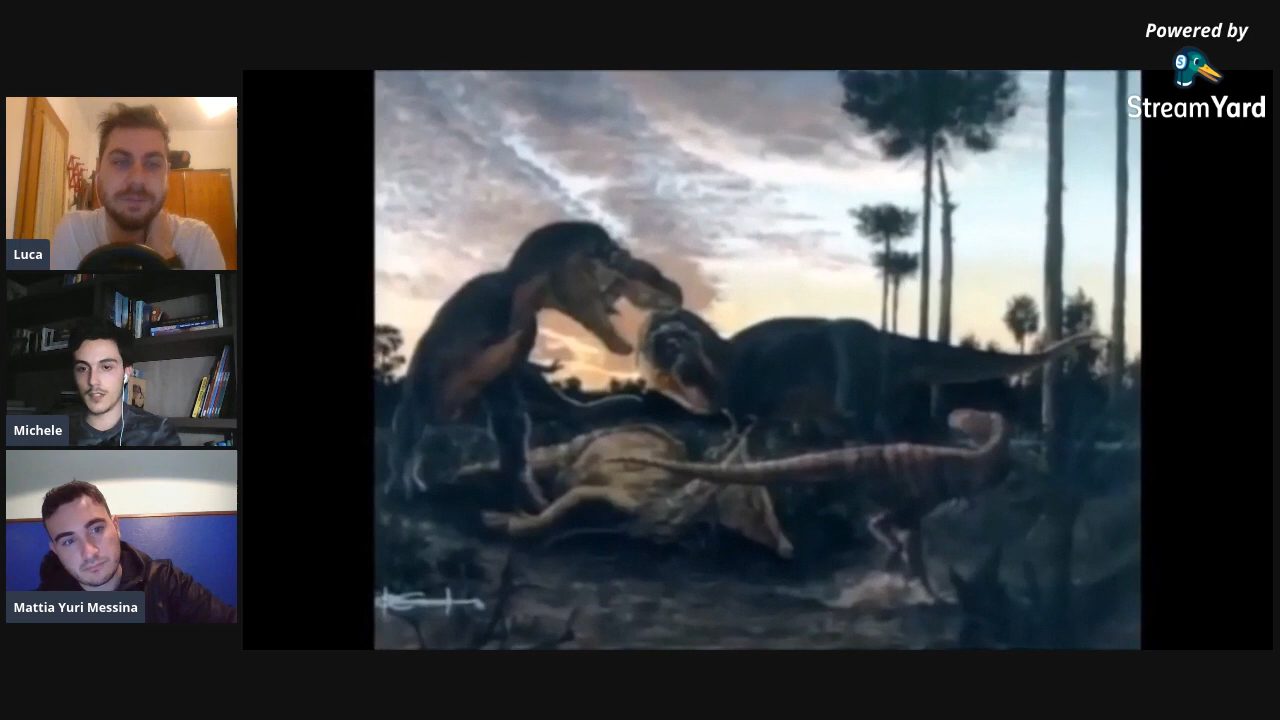 Powered by
StreamYard
Luca
Michele
Mattia Yuri Messina